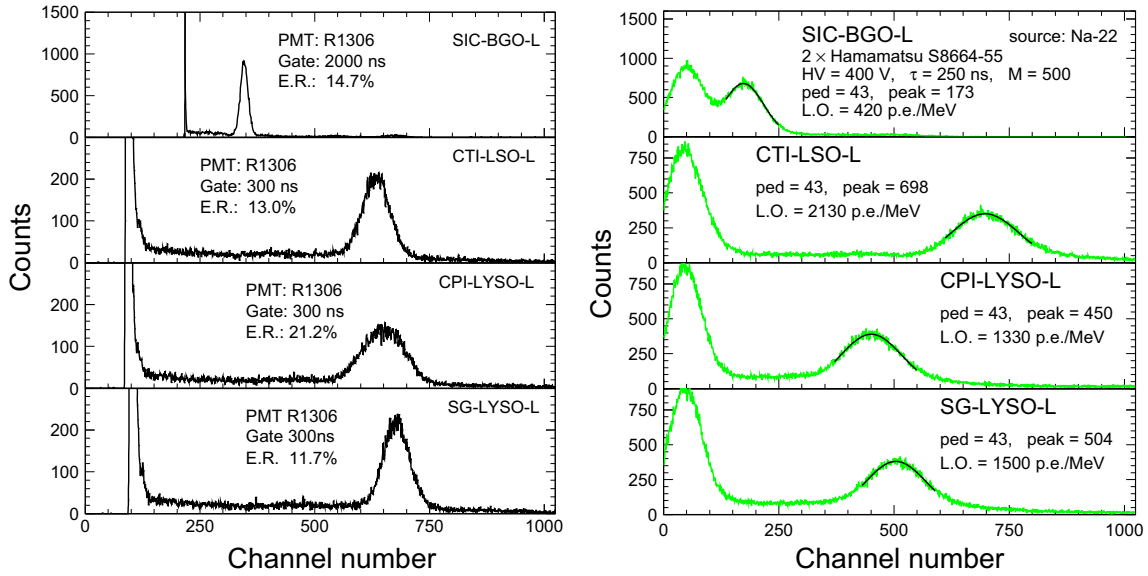 SIC-BGO-L
PMT: R1306
Gate: 2000 ns
E.R.: 14.7%
1500
1000
500
0
CTI-LSO-L
PMT: R1306
Gate: 300 ns
E.R.: 13.0%
200
100
0
CPI-LYSO-L
PMT: R1306
Gate: 300 ns
E.R.: 21.2%
200
100
0
SG-LYSO-L
PMT R1306
Gate 300ns
E.R. 11.7%
200
100
0
Counts
0 250 500 750 1000
Channel number
SIC-BGO-L source: Na-22
2 × Hamamatsu S8664-55
HV = 400 V, τ = 250 ns, M = 500
ped = 43, peak = 173
L.O. = 420 p.e./MeV
1500
1000
500
0
CTI-LSO-L
ped = 43, peak = 698
L.O. = 2130 p.e./MeV
750
500
250
0
CPI-LYSO-L
ped = 43, peak = 450
L.O. = 1330 p.e./MeV
750
500
250
0
SG-LYSO-L
ped = 43, peak = 504
L.O. = 1500 p.e./MeV
750
500
250
0
Counts
0 250 500 750 1000
Channel number